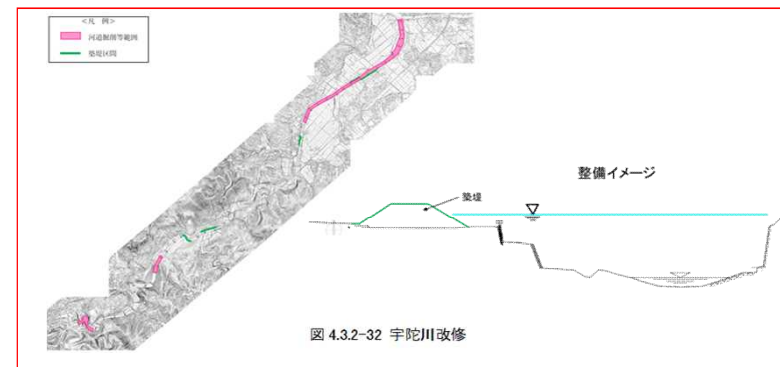 <凡 例>
河道掘削等範囲
築堤区間
整備イメージ
築堤
図 4.3.2-32 宇陀川改修